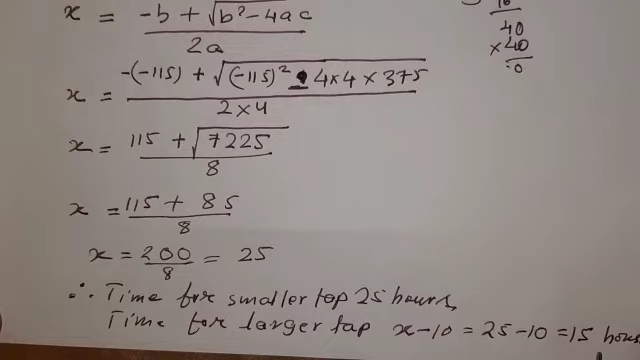 x = -b + √b² - 4ac / 2a
x = -(-115) + √(-115)² - 4×4×375 / 2×4
x = 115 + √7225 / 8
x = 115 + 85 / 8
x = 200 / 8 = 25
∴ Time for smaller tap 25 hours,
Time for larger tap x-10 = 25-10 = 15 hours
40
×40